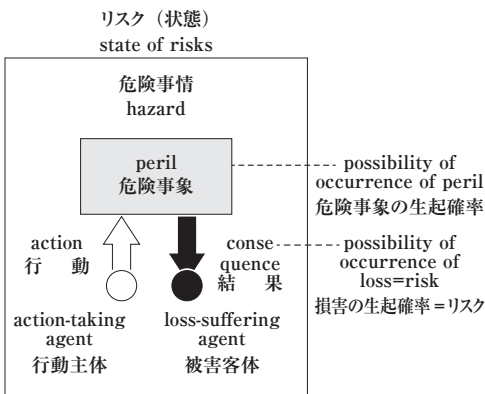 リスク（状態）
state of risks
危険事情
hazard
peril
危険事象
possibility of
occurrence of peril
危険事象の生起確率
action
行　動
conse
quence
結　果
possibility of
occurrence of
loss=risk
損害の生起確率＝リスク
action-taking
agent
行動主体
loss-suffering
agent
被害客体